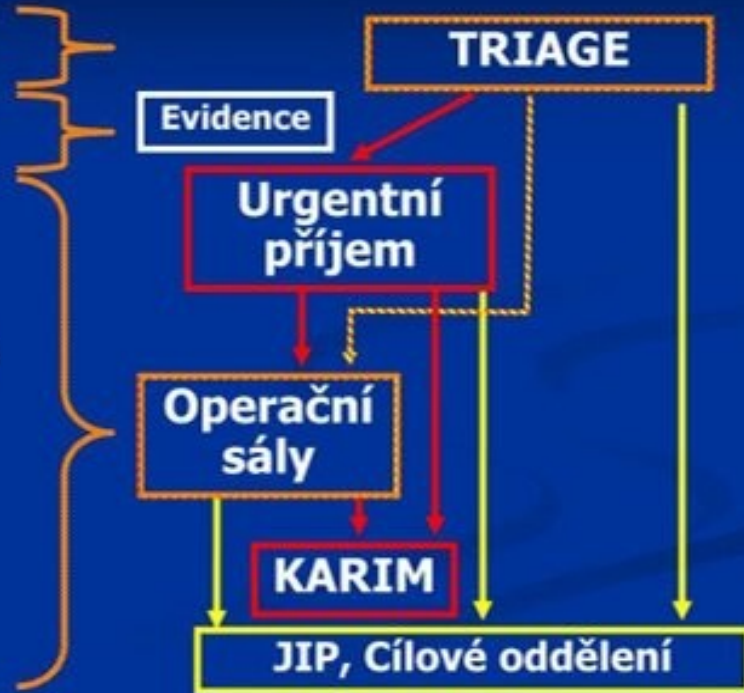 TRIAGE
Evidence
Urgentní
příjem
Operační
sály
KARIM
JIP, Cílové oddělení